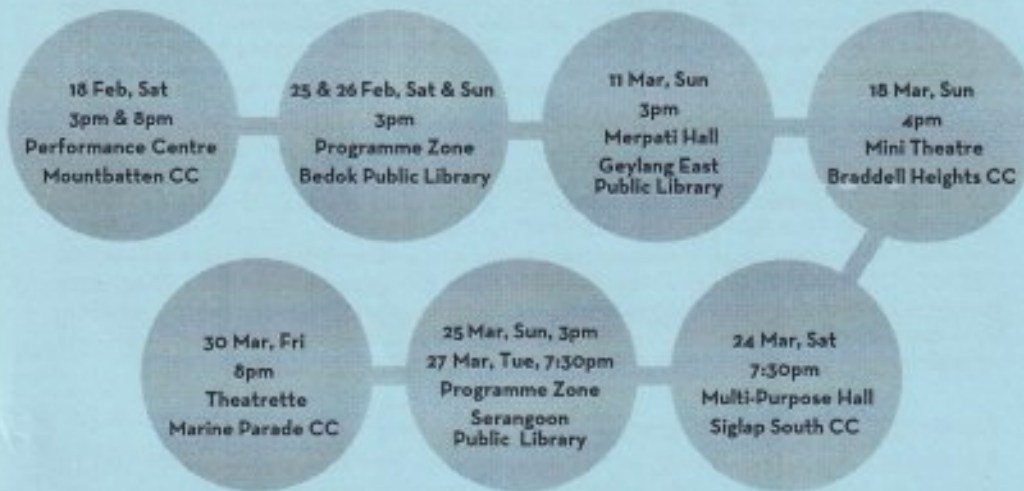 18 Feb, Sat
3pm & 8pm
Performance Centre
Mountbatten CC
25 & 26 Feb, Sat & Sun
3pm
Programme Zone
Bedok Public Library
11 Mar, Sun
3pm
Merpati Hall
Geylang East
Public Library
18 Mar, Sun
4pm
Mini Theatre
Braddell Heights CC
24 Mar, Sat
7:30pm
Multi-Purpose Hall
Siglap South CC
25 Mar, Sun, 3pm
27 Mar, Tue, 7:30pm
Programme Zone
Serangoon
Public Library
30 Mar, Fri
8pm
Theatrette
Marine Parade CC